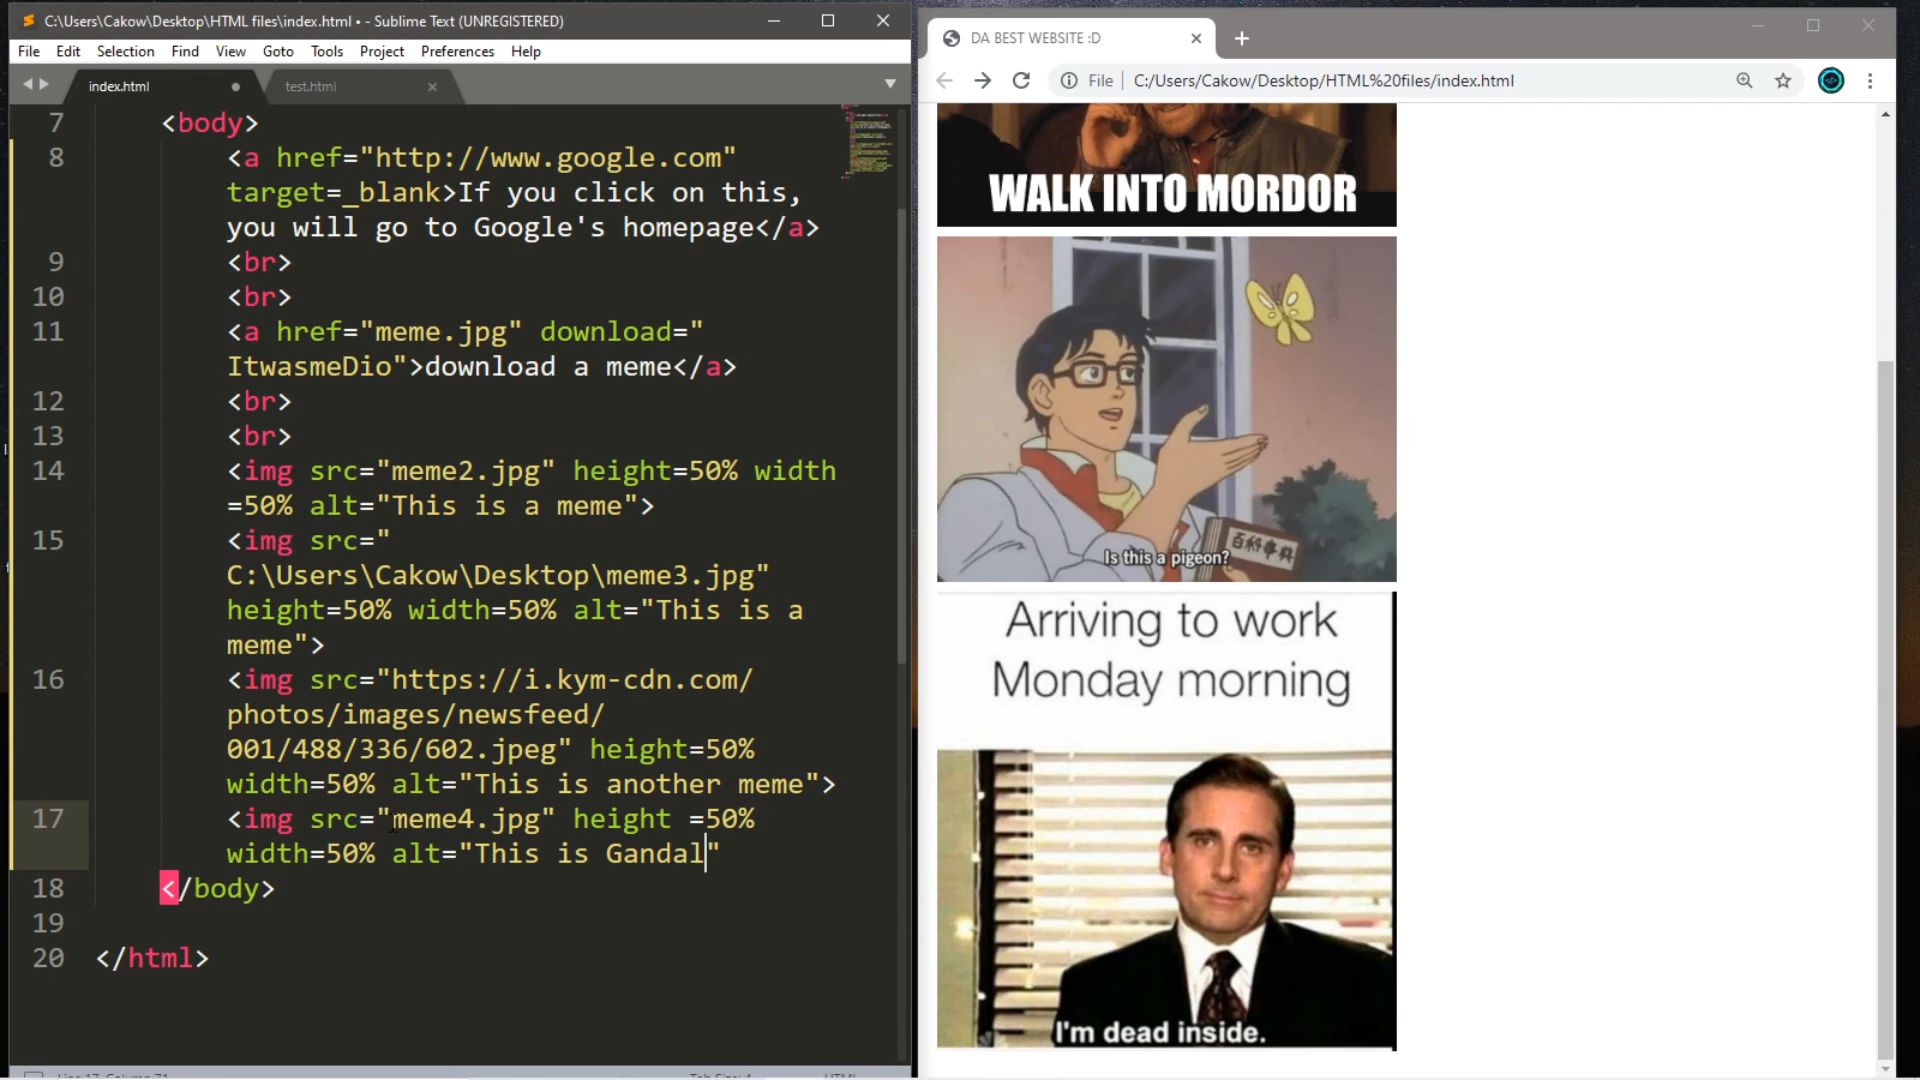 C:\Users\Cakow\Desktop\HTML files\index.html • - Sublime Text (UNREGISTERED)
File Edit Selection Find View Goto Tools Project Preferences Help
index.html
test.html
7 <body>
8 <a href="http://www.google.com"
target=_blank>If you click on this,
you will go to Google's homepage</a>
9 <br>
10 <br>
11 <a href="meme.jpg" download="
ItwasmeDio">download a meme</a>
12 <br>
13 <br>
14 <img src="meme2.jpg" height=50% width
=50% alt="This is a meme">
15 <img src="
C:\Users\Cakow\Desktop\meme3.jpg"
height=50% width=50% alt="This is a
meme">
16 <img src="https://i.kym-cdn.com/
photos/images/newsfeed/
001/488/336/602.jpeg" height=50%
width=50% alt="This is another meme">
17 <img src="meme4.jpg" height =50%
width=50% alt="This is Gandal"
18 </body>
19
20 </html>
DA BEST WEBSITE :D
File C:/Users/Cakow/Desktop/HTML%20files/index.html
WALK INTO MORDOR
百科事典
Is this a pigeon?
Arriving to work
Monday morning
I'm dead inside.